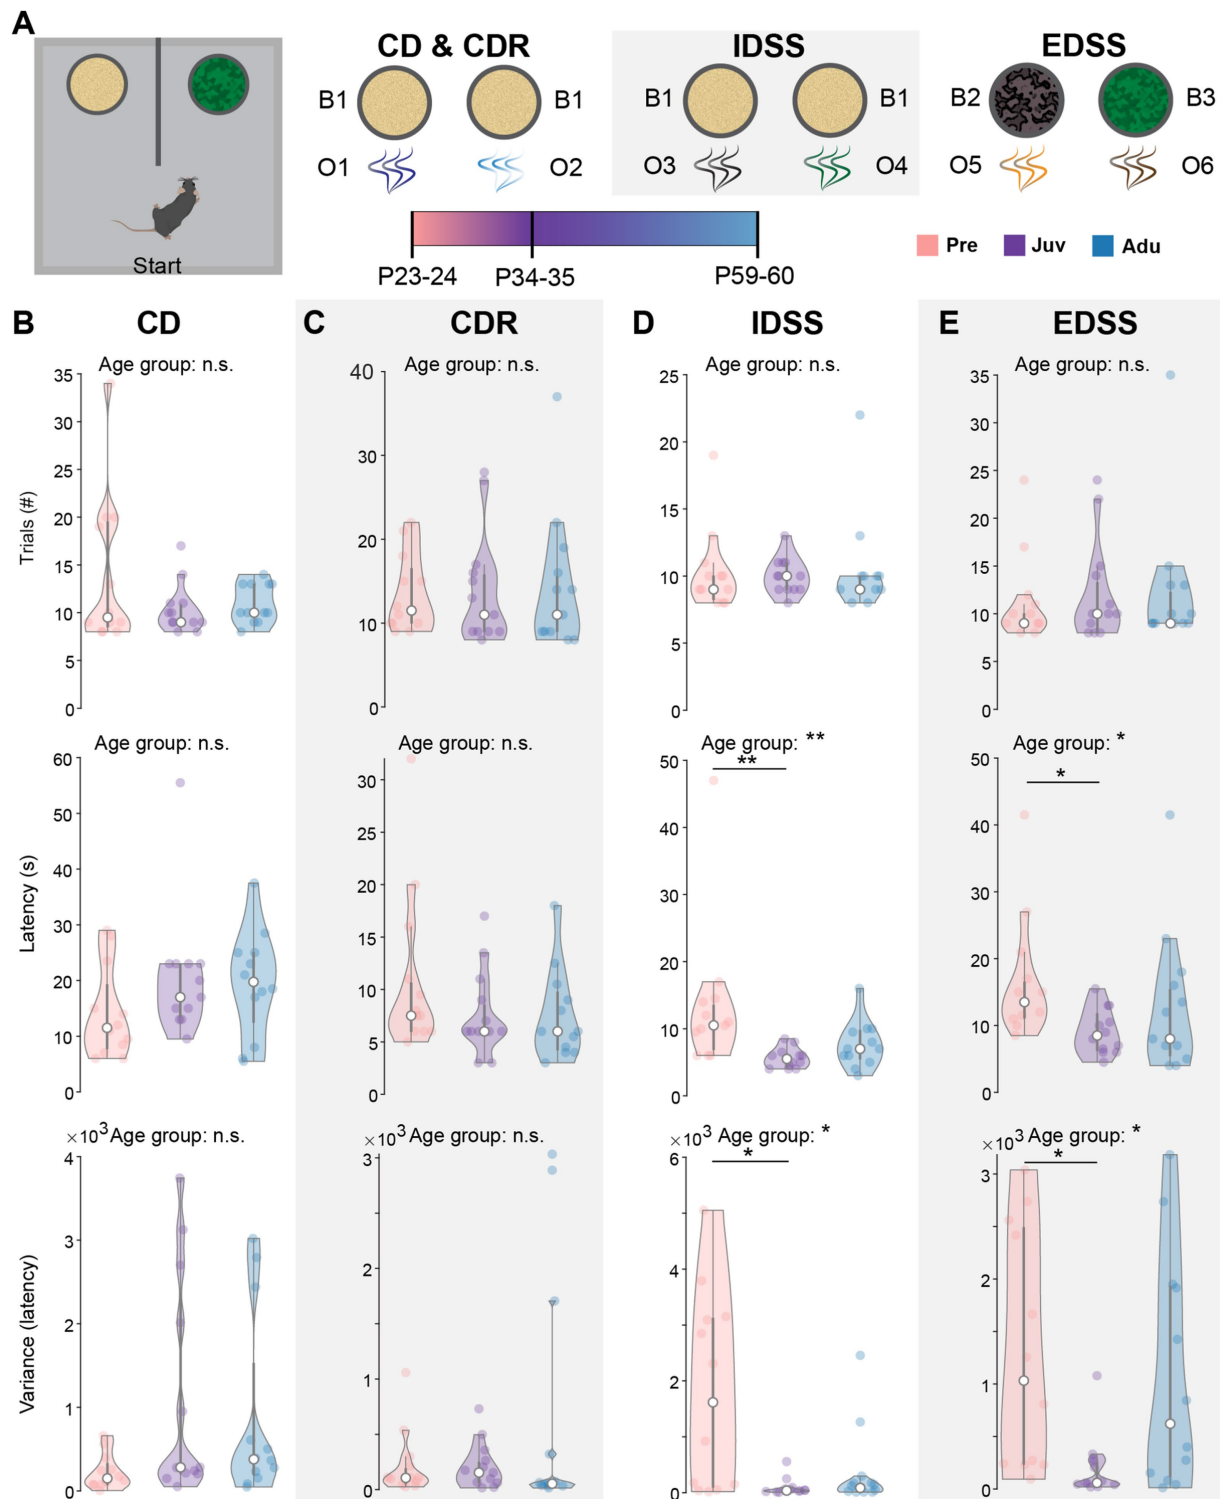 A
CD & CDR
IDSS
EDSS
B1 B1
B1 B1
B2 B3
O1 O2
O3 O4
O5 O6
Start
P23-24 P34-35 P59-60
Pre Juv Adu
B CD
C CDR
D IDSS
E EDSS
Age group: n.s.
Age group: n.s.
Age group: n.s.
Age group: n.s.
Trials (#)
35
30
25
20
15
10
5
0
40
30
20
10
0
25
20
15
10
5
0
35
30
25
20
15
10
5
0
Age group: n.s.
Age group: n.s.
Age group: **
**
Age group: *
*
Latency (s)
60
50
40
30
20
10
0
30
25
20
15
10
5
0
50
40
30
20
10
0
50
40
30
20
10
0
×10³ Age group: n.s.
×10³ Age group: n.s.
×10³ Age group: *
*
×10³ Age group: *
*
Variance (latency)
4
3
2
1
0
3
2
1
0
6
4
2
0
3
2
1
0